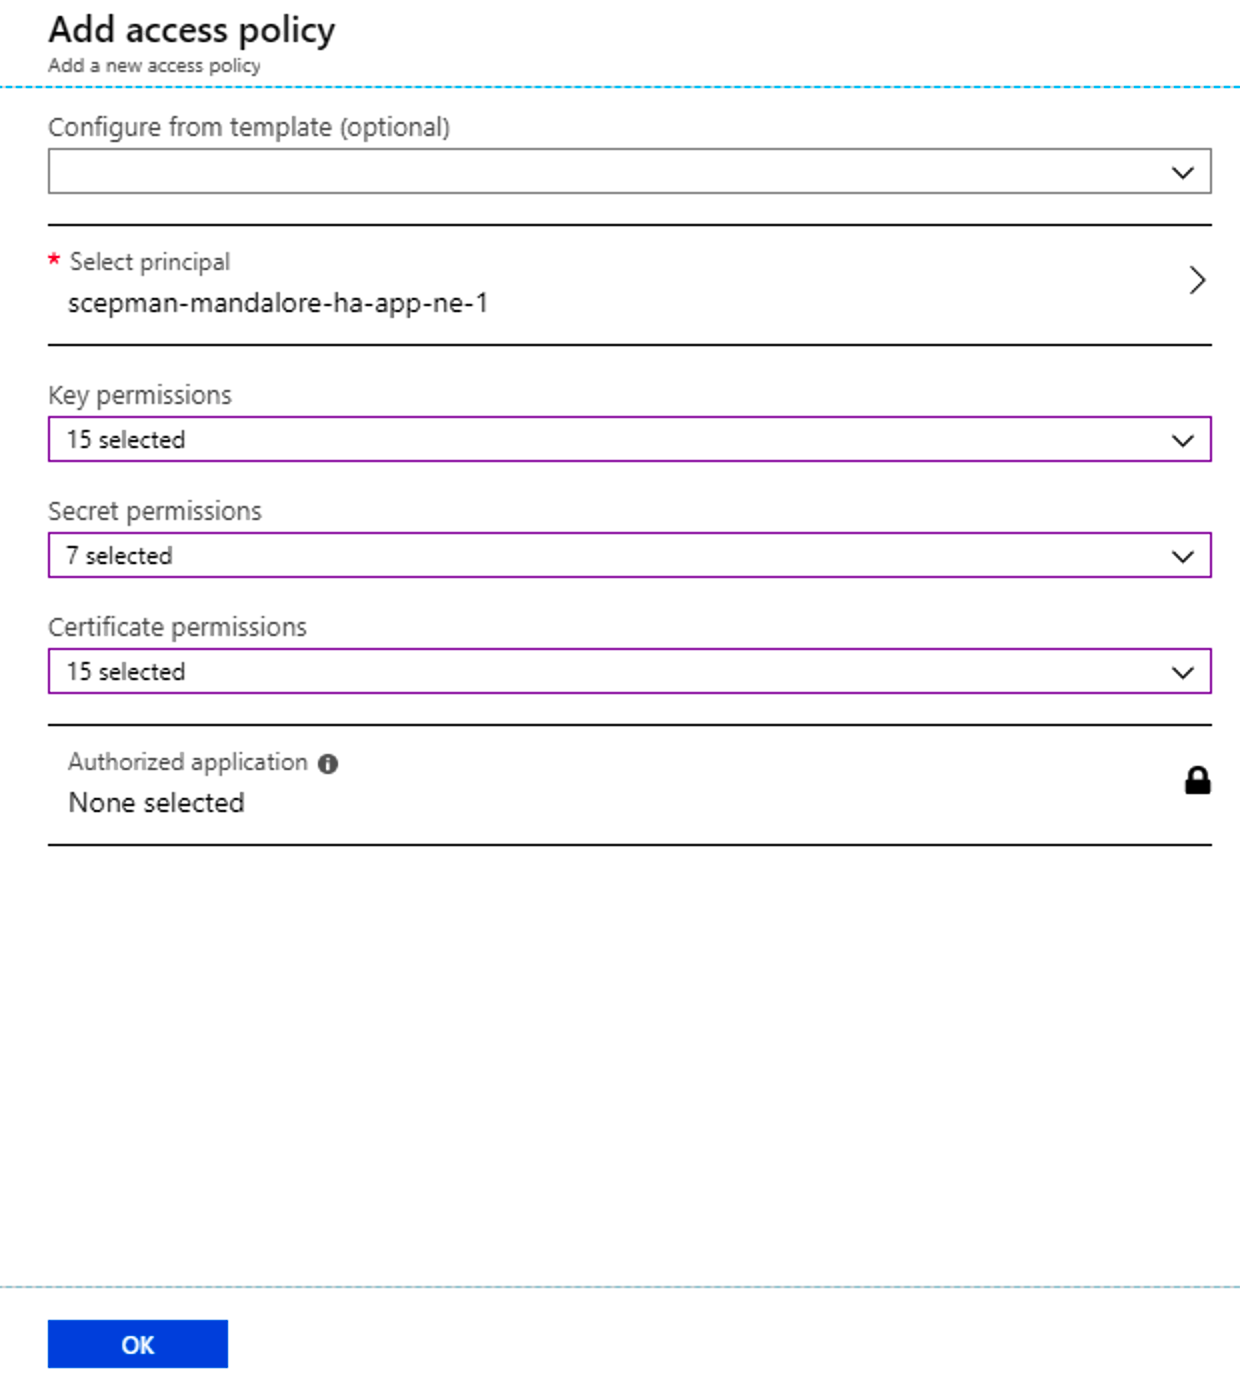 Add access policy
Add a new access policy
Configure from template (optional)
* Select principal
scepman-mandalore-ha-app-ne-1
Key permissions
15 selected
Secret permissions
7 selected
Certificate permissions
15 selected
Authorized application
None selected
OK